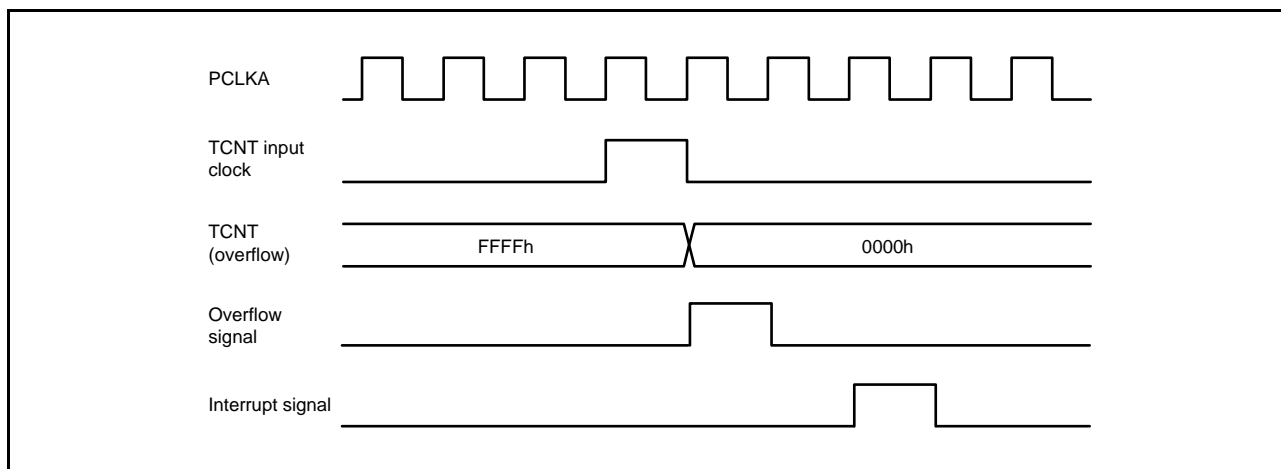 PCLKA
TCNT input
clock
TCNT
(overflow)
FFFFh
0000h
Overflow
signal
Interrupt signal